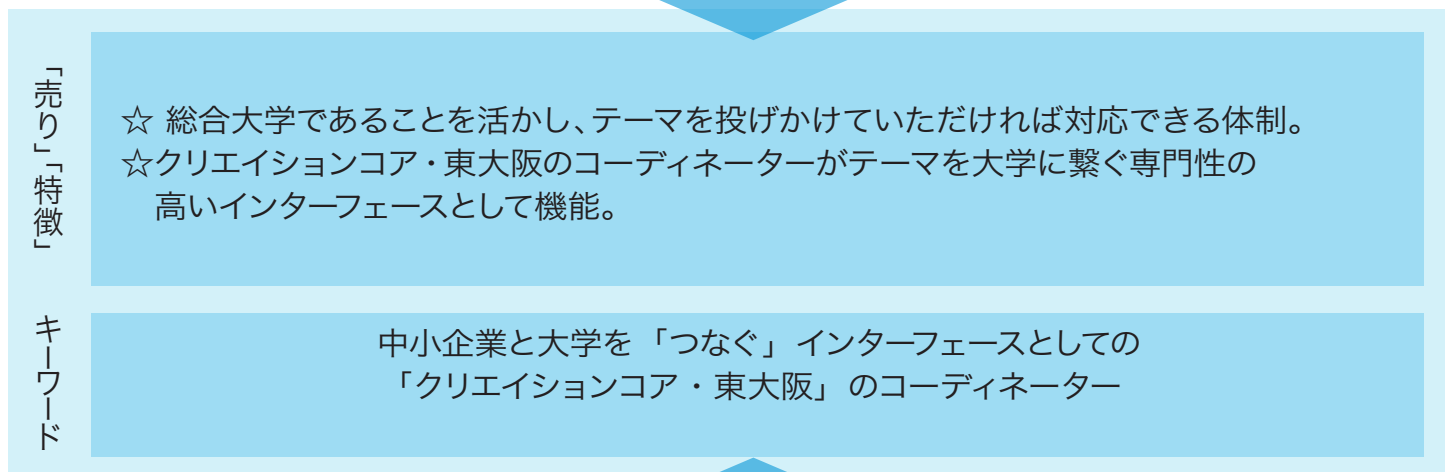 「売り」「特徴」
☆ 総合大学であることを活かし、テーマを投げかけていただければ対応できる体制。
☆クリエイションコア・東大阪のコーディネーターがテーマを大学に繋ぐ専門性の
高いインターフェースとして機能。
キーワード
中小企業と大学を「つなぐ」インターフェースとしての
「クリエイションコア・東大阪」のコーディネーター